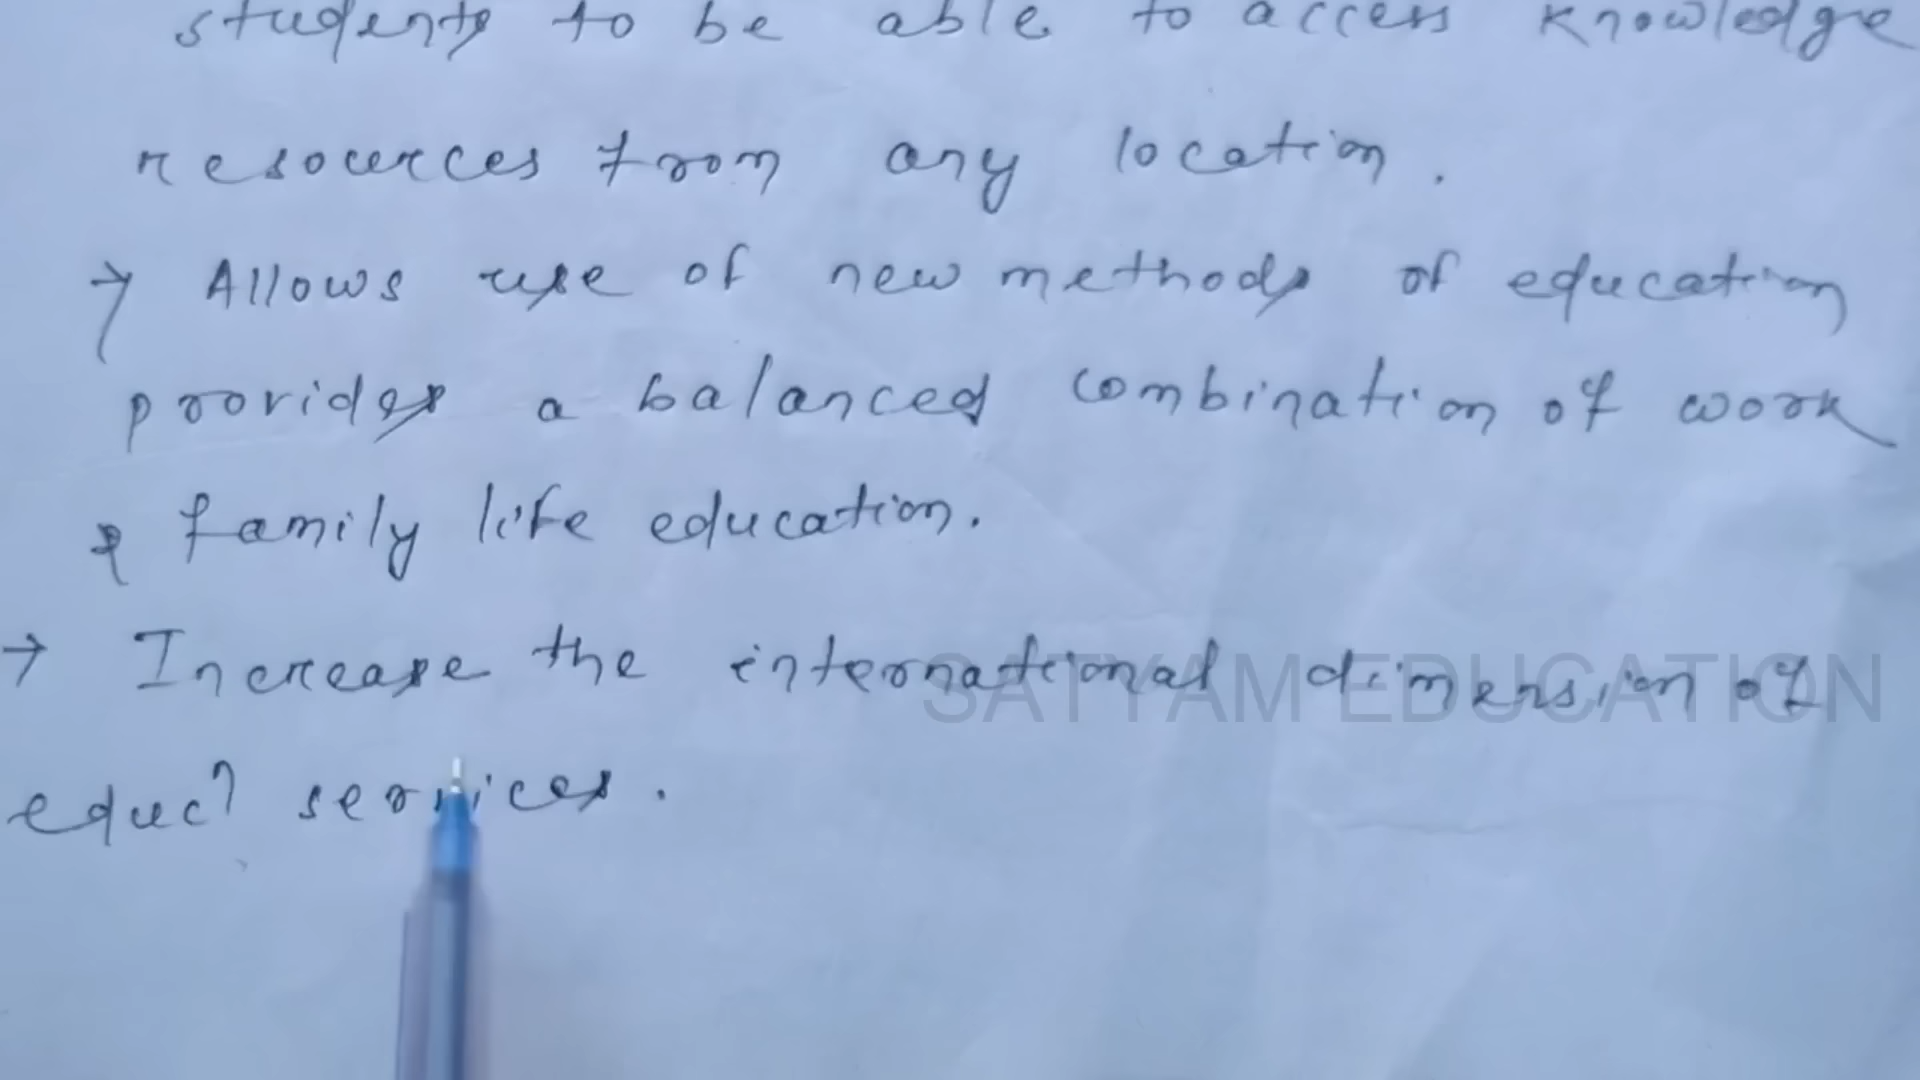 students to be able to access knowledge
resources from any location.
→ Allows use of new methods of education
provides a balanced combination of work
& family life education.
→ Increase the international dimension of
SATYAM EDUCATION
educⁿ services.